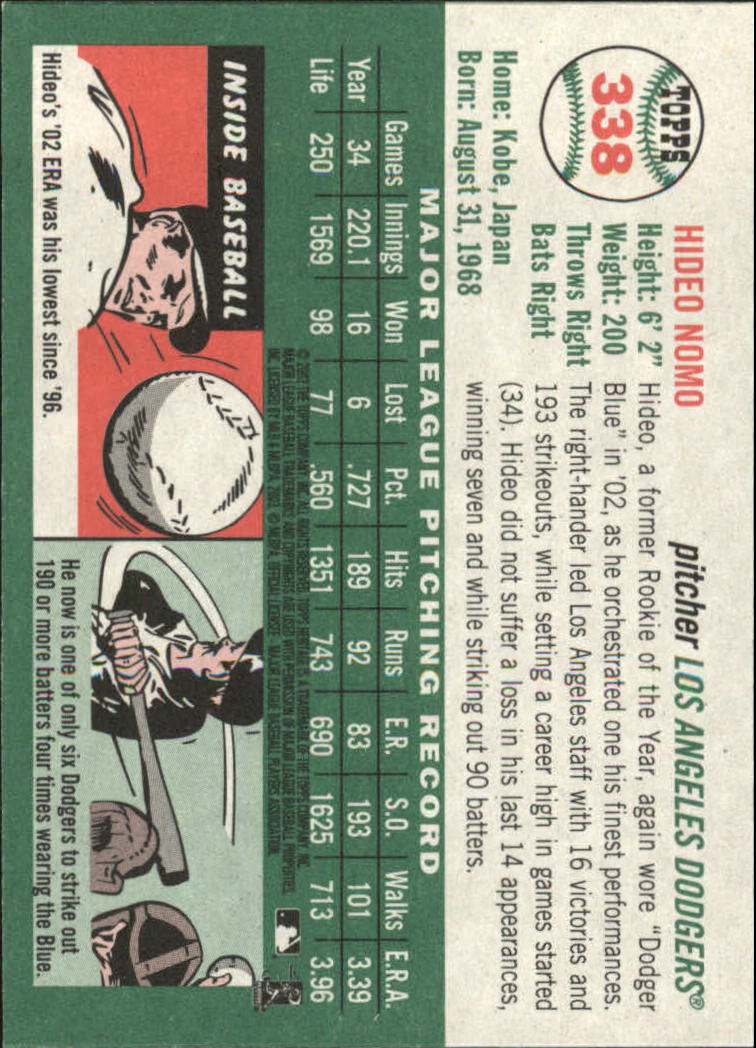 TOPPS
338
HIDEO NOMO
pitcher LOS ANGELES DODGERS®
Height: 6' 2"
Weight: 200
Throws Right
Bats Right
Home: Kobe, Japan
Born: August 31, 1968
Hideo, a former Rookie of the Year, again wore "Dodger
Blue" in '02, as he orchestrated one his finest performances.
The right-hander led Los Angeles staff with 16 victories and
193 strikeouts, while setting a career high in games started
(34). Hideo did not suffer a loss in his last 14 appearances,
winning seven and while striking out 90 batters.
MAJOR LEAGUE PITCHING RECORD
Games Innings Won Lost Pct. Hits Runs E.R. S.O. Walks E.R.A.
Year 34 220.1 16 6 .727 189 92 83 193 101 3.39
Life 250 1569 98 77 .560 1351 743 690 1625 713 3.96
INSIDE BASEBALL
Hideo's '02 ERA was his lowest since '96.
He now is one of only six Dodgers to strike out
190 or more batters four times wearing the Blue.